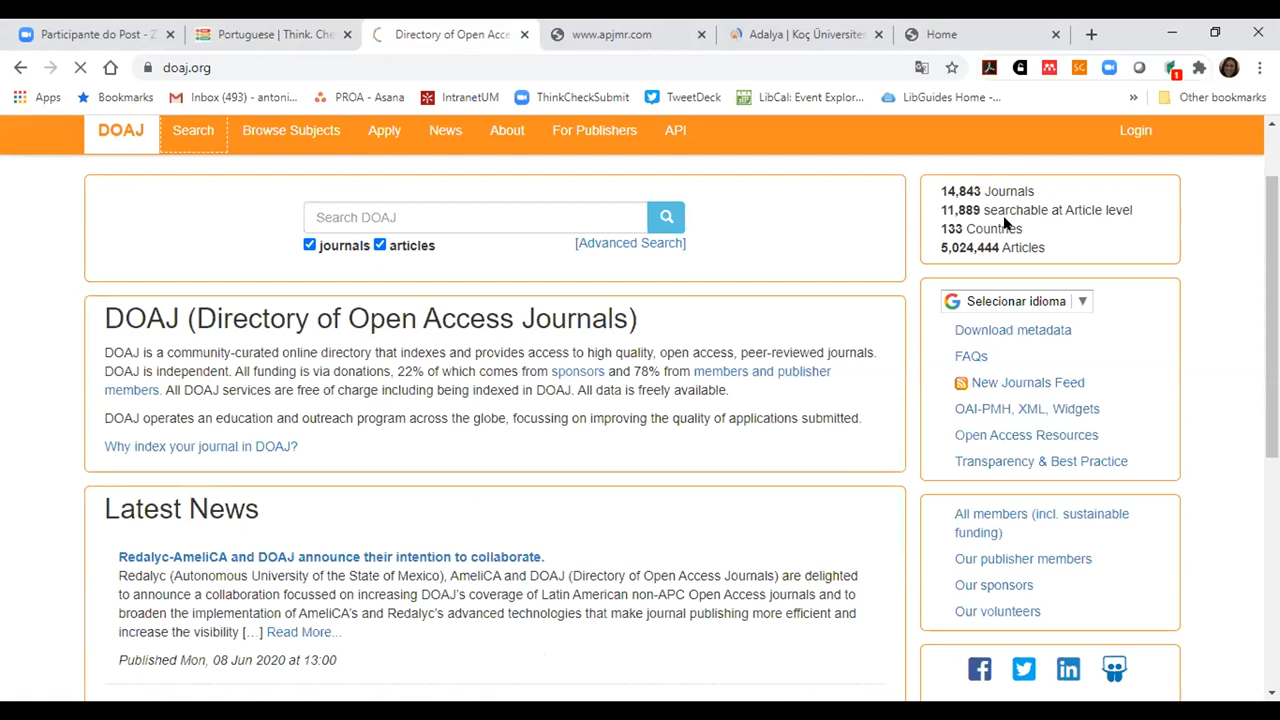 Participante do Post - Z
Portuguese | Think. Che
Directory of Open Acce
www.apjmr.com
Adalya | Koç Üniversites
Home
doaj.org
1
Apps
Bookmarks
Inbox (493) - antoni...
PROA - Asana
IntranetUM
ThinkCheckSubmit
TweetDeck
LibCal: Event Explor...
LibGuides Home -...
»
Other bookmarks
DOAJ
Search
Browse Subjects
Apply
News
About
For Publishers
API
Login
Search DOAJ
journals
articles
[Advanced Search]
14,843 Journals
11,889 searchable at Article level
133 Countries
5,024,444 Articles
DOAJ (Directory of Open Access Journals)
DOAJ is a community-curated online directory that indexes and provides access to high quality, open access, peer-reviewed journals.
DOAJ is independent. All funding is via donations, 22% of which comes from sponsors and 78% from members and publisher
members. All DOAJ services are free of charge including being indexed in DOAJ. All data is freely available.
DOAJ operates an education and outreach program across the globe, focussing on improving the quality of applications submitted.
Why index your journal in DOAJ?
G Selecionar idioma ▼
Download metadata
FAQs
New Journals Feed
OAI-PMH, XML, Widgets
Open Access Resources
Transparency & Best Practice
Latest News
Redalyc-AmeliCA and DOAJ announce their intention to collaborate.
Redalyc (Autonomous University of the State of Mexico), AmeliCA and DOAJ (Directory of Open Access Journals) are delighted
to announce a collaboration focussed on increasing DOAJ's coverage of Latin American non-APC Open Access journals and to
broaden the implementation of AmeliCA's and Redalyc's advanced technologies that make journal publishing more efficient and
increase the visibility […] Read More...
Published Mon, 08 Jun 2020 at 13:00
All members (incl. sustainable
funding)
Our publisher members
Our sponsors
Our volunteers